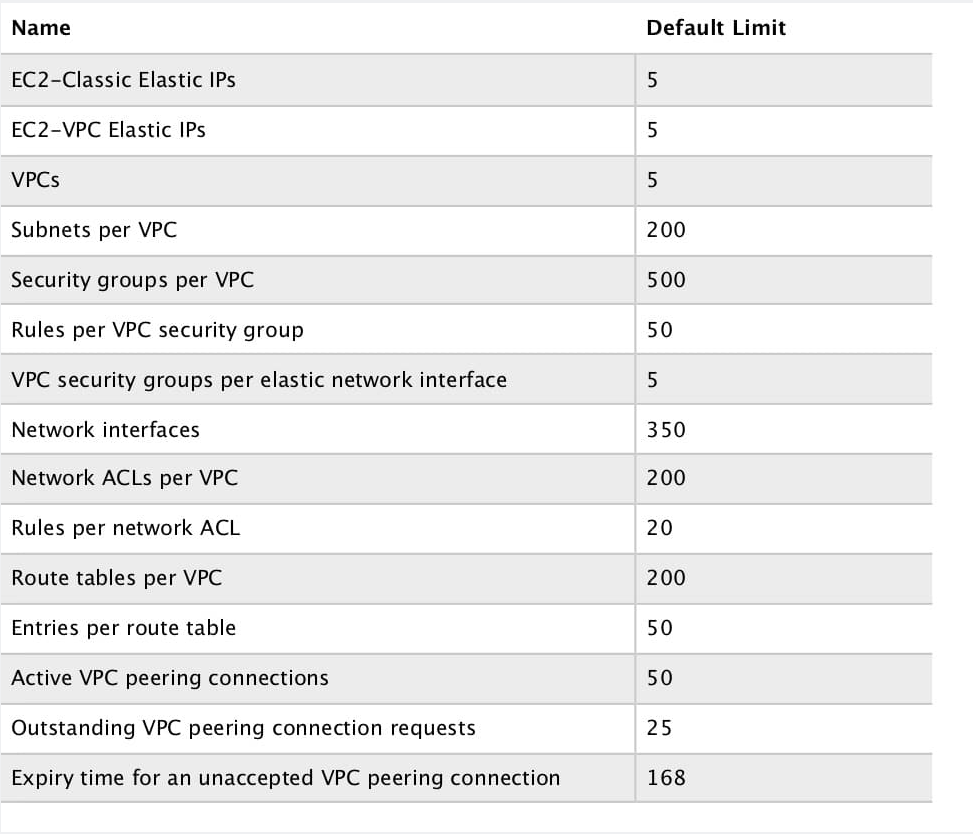 Name Default Limit
EC2-Classic Elastic IPs 5
EC2-VPC Elastic IPs 5
VPCs 5
Subnets per VPC 200
Security groups per VPC 500
Rules per VPC security group 50
VPC security groups per elastic network interface 5
Network interfaces 350
Network ACLs per VPC 200
Rules per network ACL 20
Route tables per VPC 200
Entries per route table 50
Active VPC peering connections 50
Outstanding VPC peering connection requests 25
Expiry time for an unaccepted VPC peering connection 168